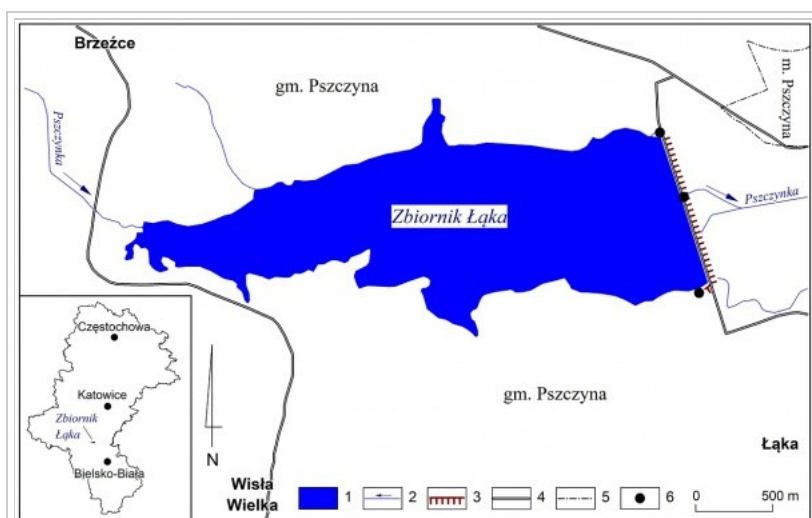 Brzeźce
gm. Pszczyna
m. Pszczyna
Pszczynka
Pszczynka
Zbiornik Łąka
Częstochowa
Katowice
Zbiornik
Łąka
Bielsko-Biała
N
gm. Pszczyna
Łąka
Wisła
Wielka
1 2 3 4 5 6 0 500 m